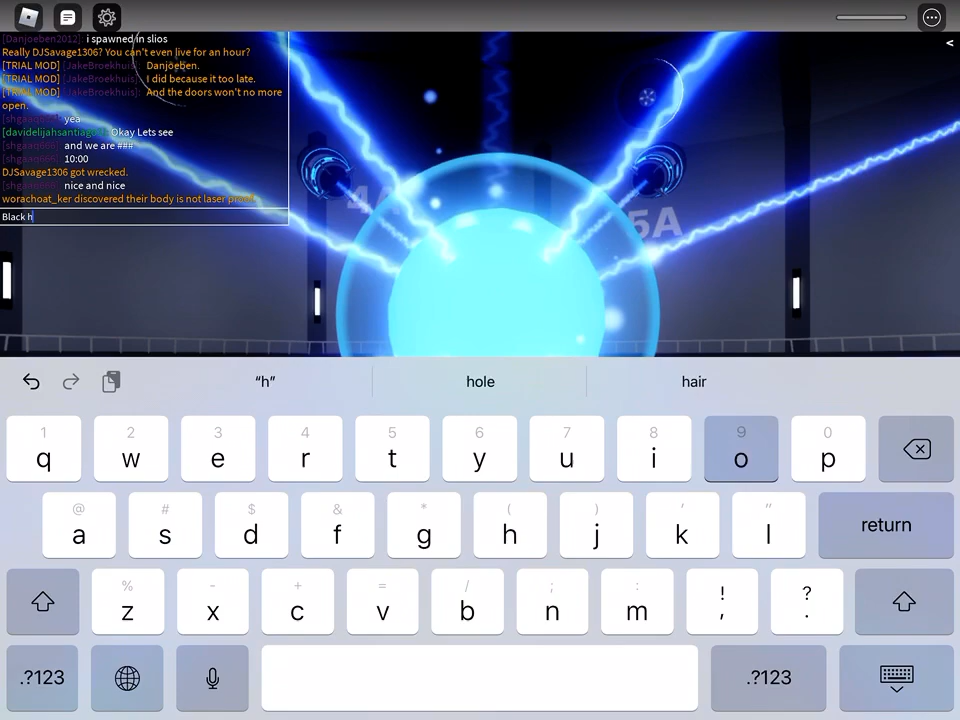 [Danjoeben2012]: i spawned in slios
Really DJSavage1306? You can't even live for an hour?
[TRIAL MOD] [JakeBroekhuis]: Danjoeben.
[TRIAL MOD] [JakeBroekhuis]: I did because it too late.
[TRIAL MOD] [JakeBroekhuis]: And the doors won't no more
open.
yea
Okay Lets see
and we are ###
10:00
DJSavage1306 got wrecked.
nice and nice
worachoat_ker discovered their body is not laser proof.
Black h
5A
<
“h” hole hair
1 2 3 4 5 6 7 8 9 0
q w e r t y u i o p
@ # $ & * ( ) ' "
a s d f g h j k l return
% - + = / ; : ! ?
z x c v b n m , .
.?123 .?123